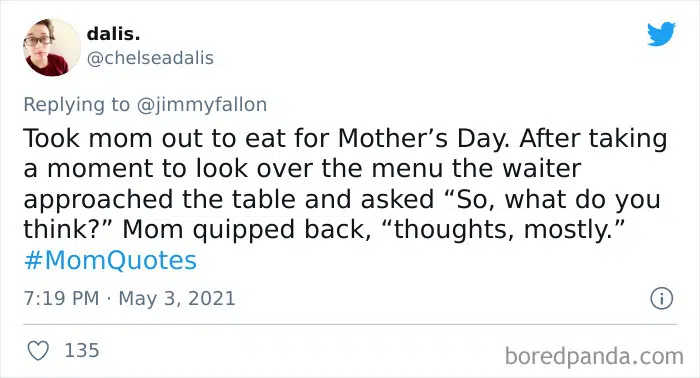 dalis.
@chelseadalis
Replying to @jimmyfallon
Took mom out to eat for Mother’s Day. After taking
a moment to look over the menu the waiter
approached the table and asked “So, what do you
think?” Mom quipped back, “thoughts, mostly.”
#MomQuotes
7:19 PM · May 3, 2021
135
boredpanda.com